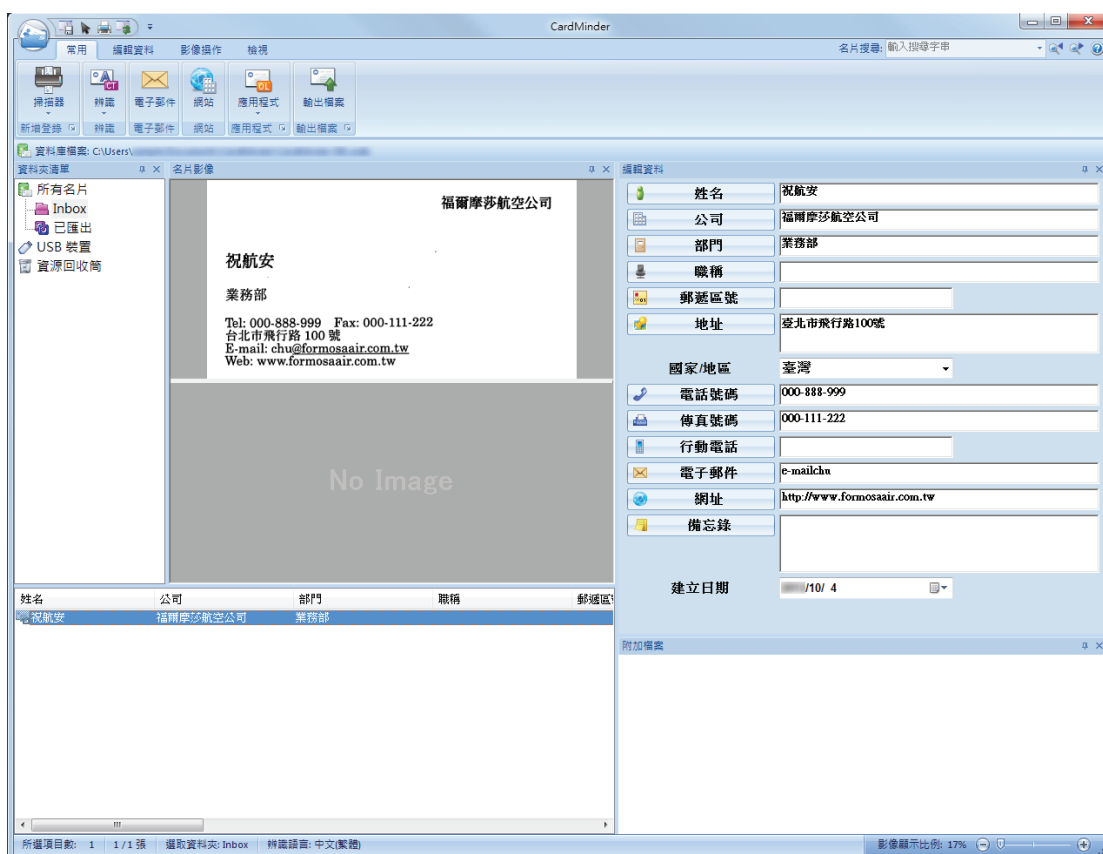 CardMinder
常用 編輯資料 影像操作 檢視
名片搜尋: 輸入搜尋字串
掃描器 辨識 電子郵件 網站 應用程式 輸出檔案
新增登錄 辨識 電子郵件 網站 應用程式 輸出檔案
資料庫檔案: C:\Users\
資料夾清單
所有名片
Inbox
已匯出
USB 裝置
資源回收筒
名片影像
福爾摩莎航空公司
祝航安
業務部
Tel: 000-888-999 Fax: 000-111-222
台北市飛行路 100 號
E-mail: chu@formosaair.com.tw
Web: www.formosaair.com.tw
No Image
編輯資料
姓名 祝航安
公司 福爾摩莎航空公司
部門 業務部
職稱
郵遞區號
地址 臺北市飛行路100號
國家/地區 臺灣
電話號碼 000-888-999
傳真號碼 000-111-222
行動電話
電子郵件 e-mailchu
網址 http://www.formosaair.com.tw
備忘錄
建立日期 /10/ 4
姓名 公司 部門 職稱 郵遞區
祝航安 福爾摩莎航空公司 業務部
附加檔案
所選項目數: 1 1/1 張 選取資料夾: Inbox 辨識語言: 中文(繁體) 影像顯示比例: 17%